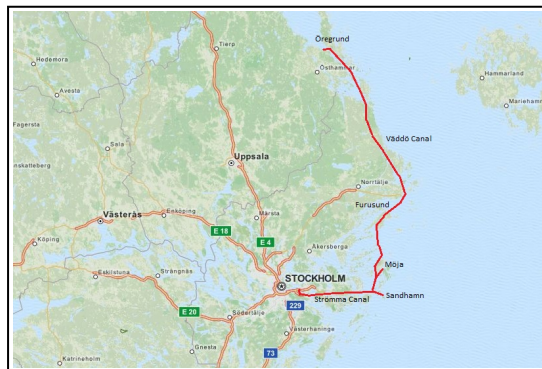 Öregrund
Tierp
Östhammar
Hedemora
Hammarland
Avesta
Mariehamn
Fagersta
Väddö Canal
Sala
Uppsala
nskatteberg
Norrtälje
Västerås
Enköping
Märsta
Furusund
E 18
E 4
Köping
Åkersberga
Möja
Eskilstuna
Strängnäs
STOCKHOLM
Strömma Canal
Sandhamn
E 20
Södertälje
229
Västerhaninge
Gnesta
73
Katrineholm